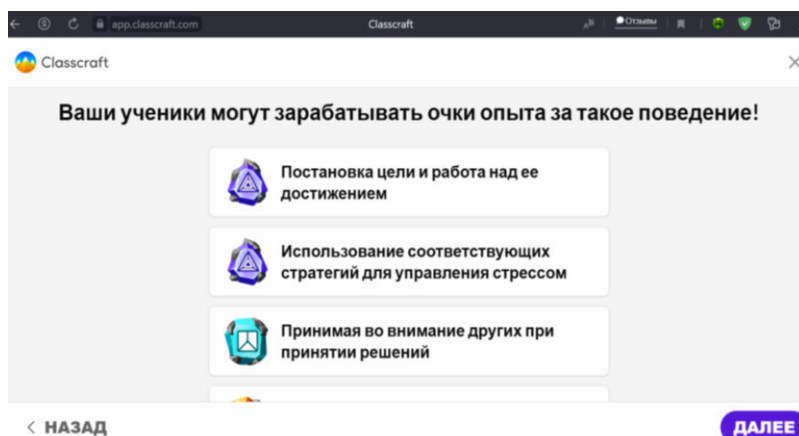 app.classcraft.com
Classcraft
Отзывы
Classcraft
Ваши ученики могут зарабатывать очки опыта за такое поведение!
Постановка цели и работа над ее
достижением
Использование соответствующих
стратегий для управления стрессом
Принимая во внимание других при
принятии решений
< НАЗАД
ДАЛЕЕ